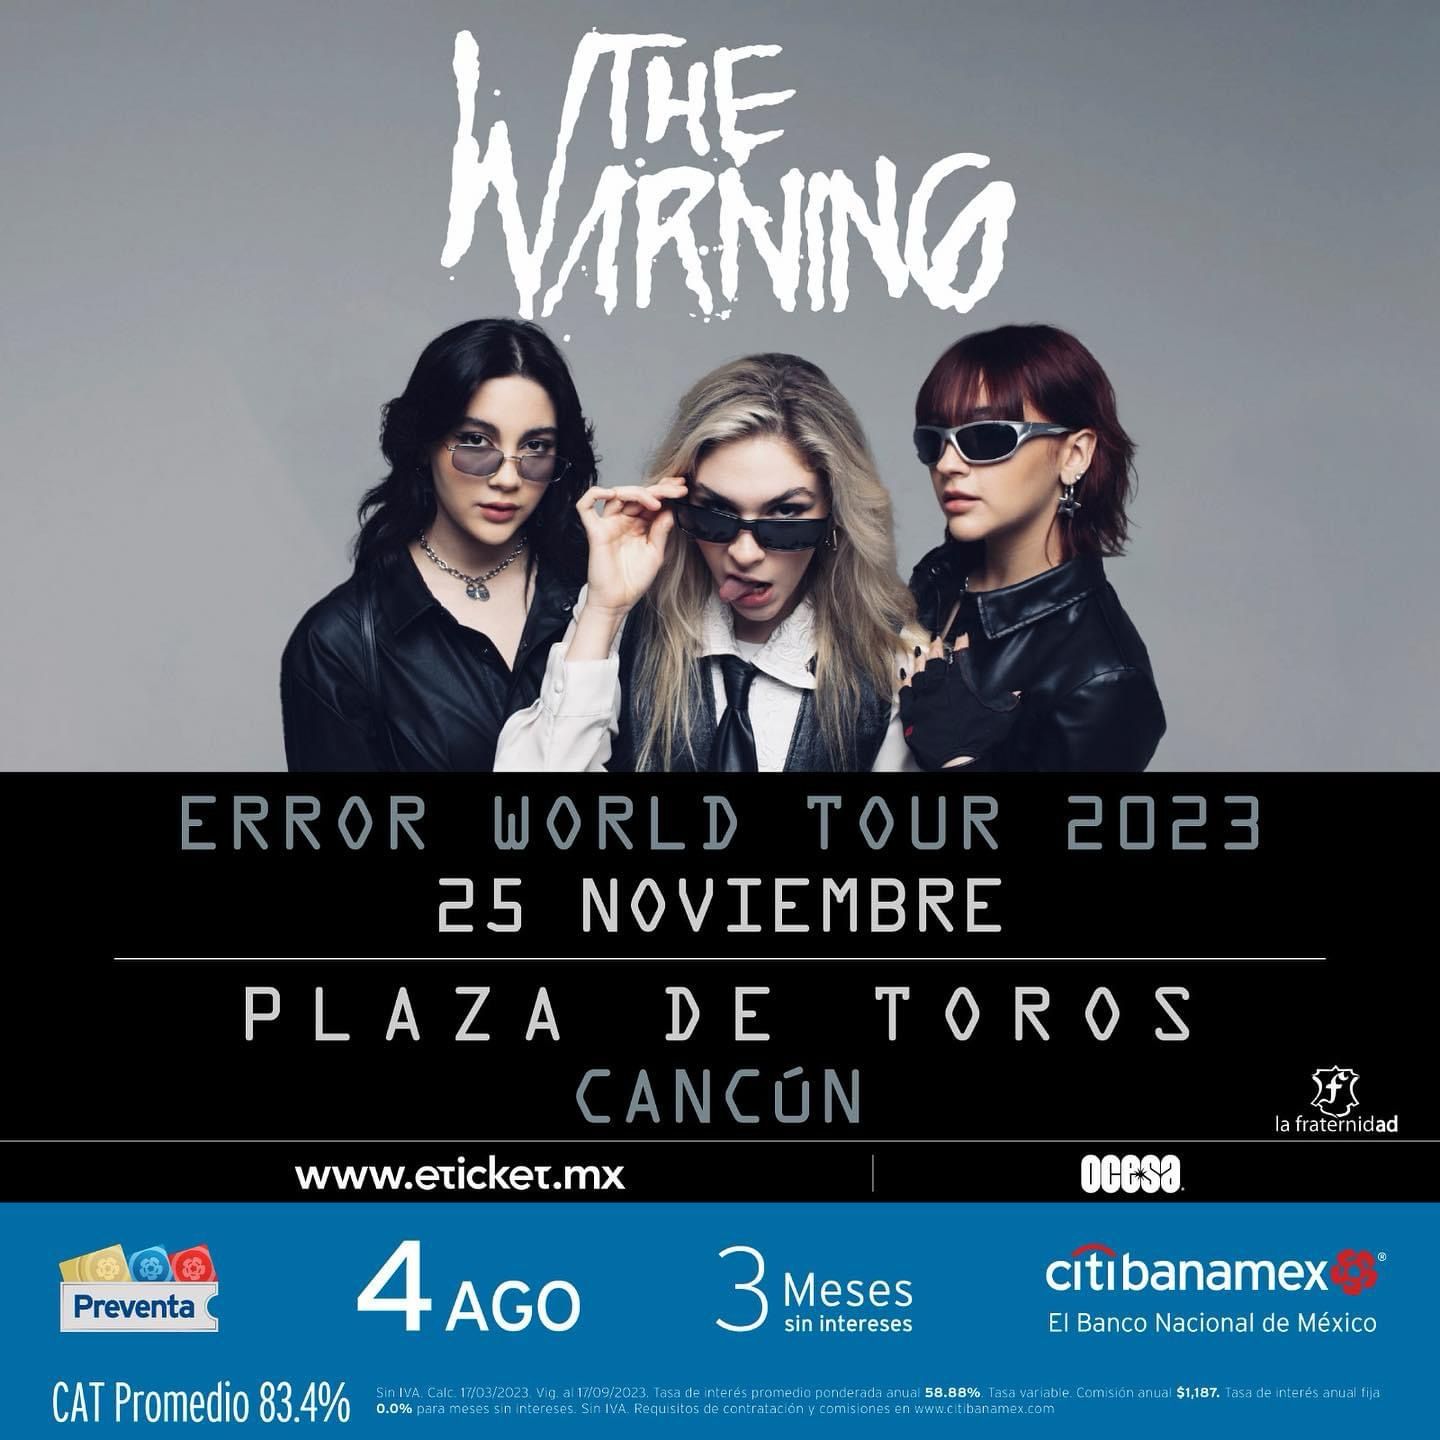 THE
WARNING
ERROR WORLD TOUR 2023
25 NOVIEMBRE
PLAZA DE TOROS
CANCÚN
la fraternidad
www.eticket.mx
OCESA
Preventa
4 AGO
3 Meses
sin intereses
citibanamex®
El Banco Nacional de México
CAT Promedio 83.4%
Sin IVA. Calc. 17/03/2023. Vig. al 17/09/2023. Tasa de interés promedio ponderada anual 58.88%. Tasa variable. Comisión anual $1,187. Tasa de interés anual fija
0.0% para meses sin intereses. Sin IVA. Requisitos de contratación y comisiones en www.citibanamex.com